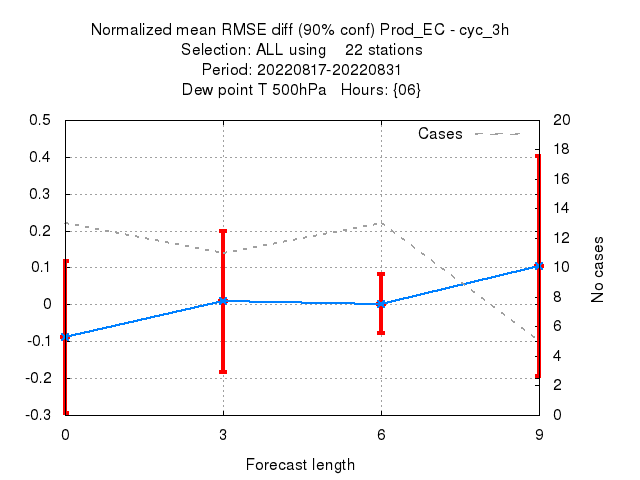 Normalized mean RMSE diff (90% conf) Prod_EC - cyc_3h
Selection: ALL using    22 stations
Period: 20220817-20220831
Dew point T 500hPa   Hours: {06}
0.5
0.4
0.3
0.2
0.1
0
-0.1
-0.2
-0.3
Cases
20
18
16
14
12
10
8
6
4
2
0
No cases
0 3 6 9
Forecast length